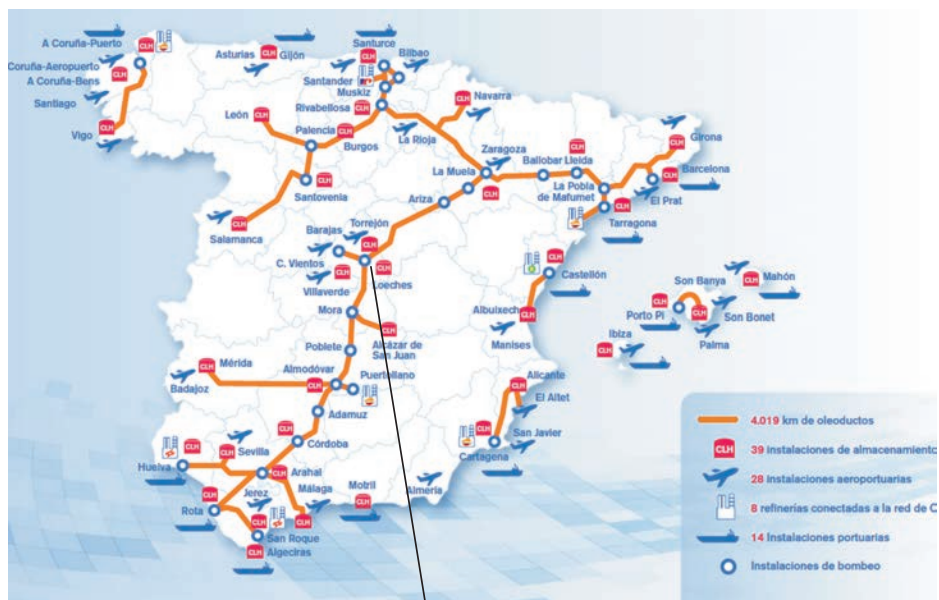 A Coruña-Puerto
Coruña-Aeropuerto
A Coruña-Bens
Santiago
Vigo
CLH
Asturias
Gijón
Santurce
Bilbao
Santander
Muskiz
Rivabellosa
León
Palencia
Burgos
La Rioja
Navarra
Zaragoza
Ballobar
Lleida
Girona
Barcelona
La Muela
La Pobla
de Mafumet
El Prat
Tarragona
Ariza
Santovenia
Salamanca
Torrejón
Barajas
C. Vientos
Villaverde
Loeches
Castellón
Albuixech
Manises
Son Banya
Mahón
Porto Pi
Son Bonet
Palma
Ibiza
Mora
Alcázar de
San Juan
Poblete
Mérida
Badajoz
Almodóvar
Puertollano
Adamuz
Alicante
El Altet
San Javier
Cartagena
Córdoba
Sevilla
Huelva
Arahal
Jerez
Málaga
Motril
Almería
Rota
San Roque
Algeciras
4.019 km de oleoductos
CLH
39 instalaciones de almacenamiento
28 Instalaciones aeroportuarias
8 refinerías conectadas a la red de C
14 Instalaciones portuarias
Instalaciones de bombeo